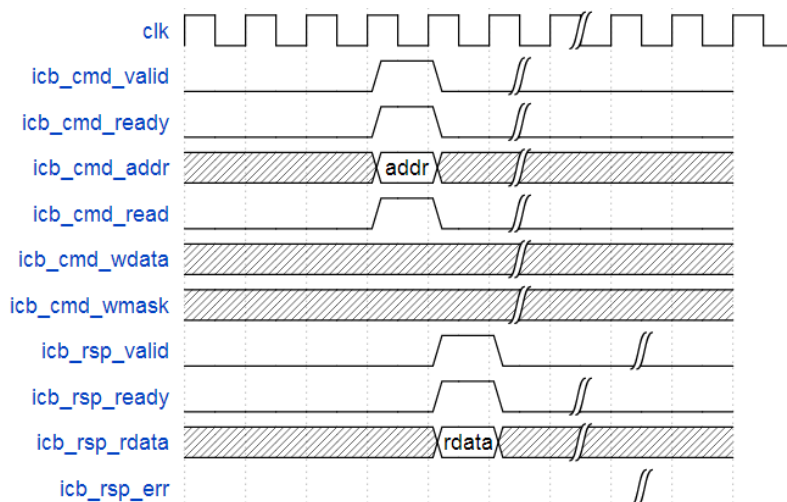 clk
icb_cmd_valid
icb_cmd_ready
icb_cmd_addr addr
icb_cmd_read
icb_cmd_wdata
icb_cmd_wmask
icb_rsp_valid
icb_rsp_ready
icb_rsp_rdata rdata
icb_rsp_err